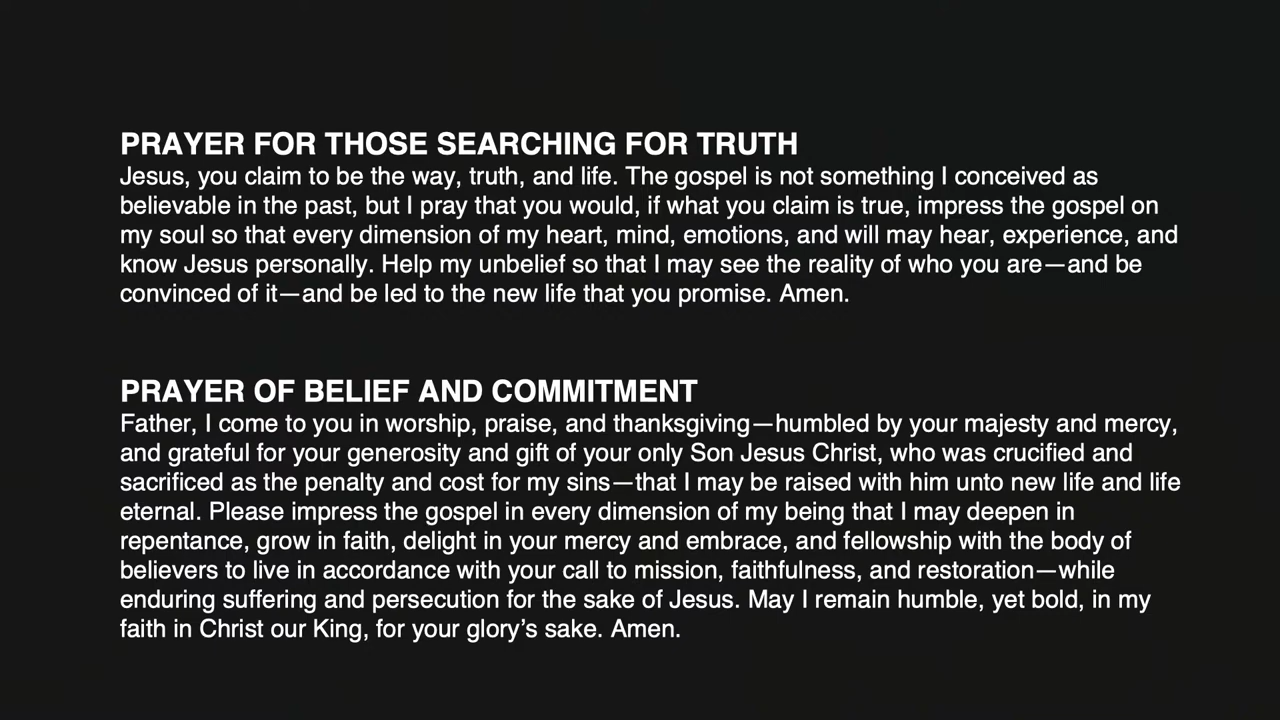 PRAYER FOR THOSE SEARCHING FOR TRUTH
Jesus, you claim to be the way, truth, and life. The gospel is not something I conceived as
believable in the past, but I pray that you would, if what you claim is true, impress the gospel on
my soul so that every dimension of my heart, mind, emotions, and will may hear, experience, and
know Jesus personally. Help my unbelief so that I may see the reality of who you are—and be
convinced of it—and be led to the new life that you promise. Amen.
PRAYER OF BELIEF AND COMMITMENT
Father, I come to you in worship, praise, and thanksgiving—humbled by your majesty and mercy,
and grateful for your generosity and gift of your only Son Jesus Christ, who was crucified and
sacrificed as the penalty and cost for my sins—that I may be raised with him unto new life and life
eternal. Please impress the gospel in every dimension of my being that I may deepen in
repentance, grow in faith, delight in your mercy and embrace, and fellowship with the body of
believers to live in accordance with your call to mission, faithfulness, and restoration—while
enduring suffering and persecution for the sake of Jesus. May I remain humble, yet bold, in my
faith in Christ our King, for your glory’s sake. Amen.